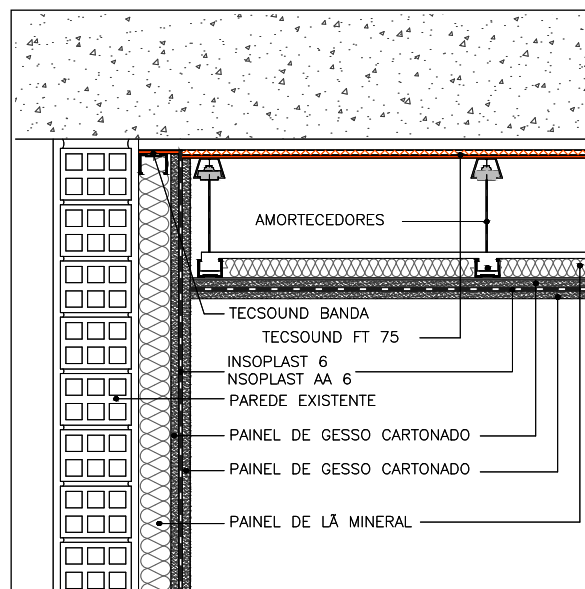 AMORTECEDORES
TECSOUND BANDA
TECSOUND FT 75
INSOPLAST 6
NSOPLAST AA 6
PAREDE EXISTENTE
PAINEL DE GESSO CARTONADO
PAINEL DE GESSO CARTONADO
PAINEL DE LÃ MINERAL